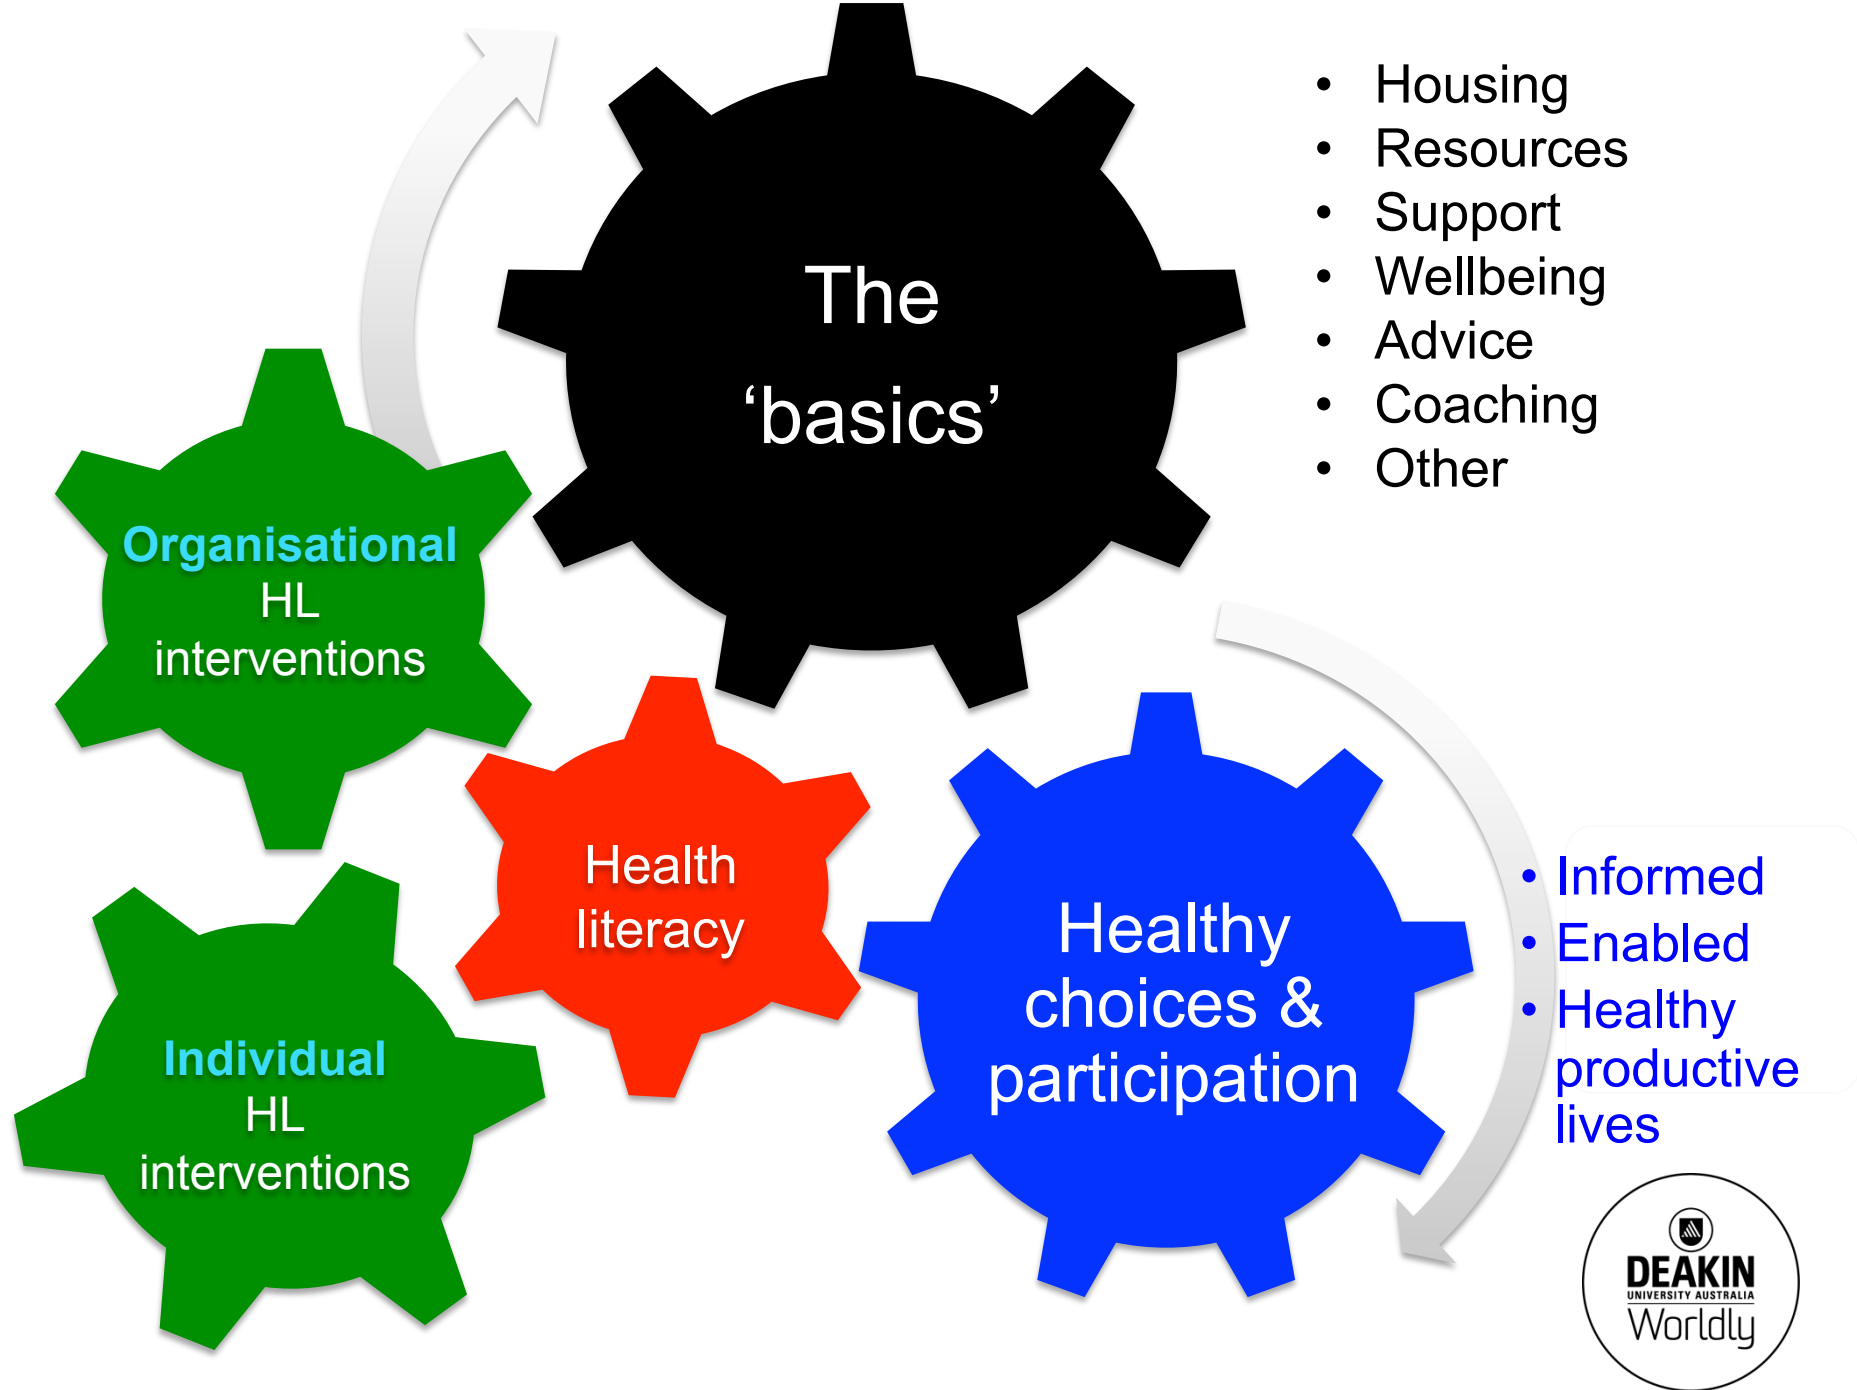 The
‘basics’
• Housing
• Resources
• Support
• Wellbeing
• Advice
• Coaching
• Other
Organisational
HL
interventions
Health
literacy
Individual
HL
interventions
Healthy
choices &
participation
• Informed
• Enabled
• Healthy
productive
lives
DEAKIN
UNIVERSITY AUSTRALIA
Worldly